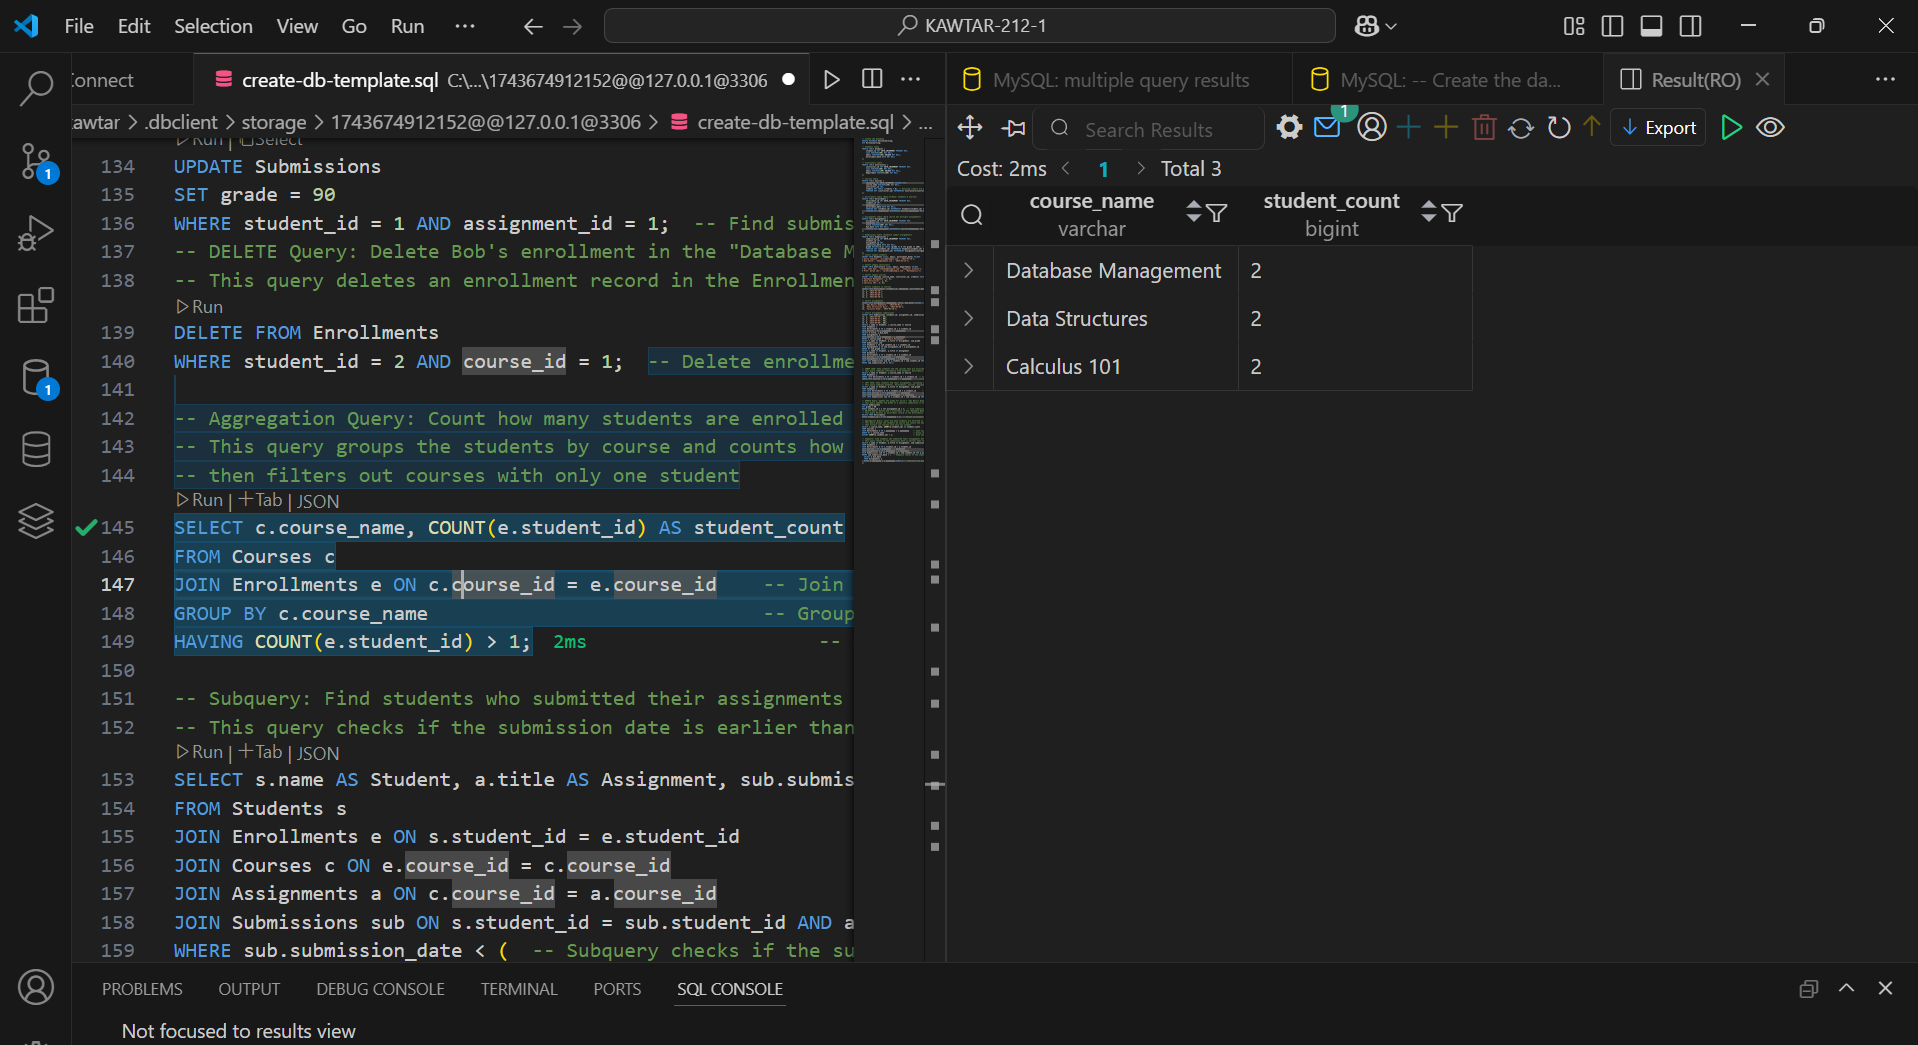 File Edit Selection View Go Run ··· KAWTAR-212-1
onnect create-db-template.sql C:\...\1743674912152@@127.0.0.1@3306
MySQL: multiple query results MySQL: -- Create the da... Result(RO)
awtar > .dbclient > storage > 1743674912152@@127.0.0.1@3306 > create-db-template.sql > ...
Run | Select
134 UPDATE Submissions
135 SET grade = 90
136 WHERE student_id = 1 AND assignment_id = 1; -- Find submis
137 -- DELETE Query: Delete Bob's enrollment in the "Database M
138 -- This query deletes an enrollment record in the Enrollmen
Run
139 DELETE FROM Enrollments
140 WHERE student_id = 2 AND course_id = 1; -- Delete enrollme
141
142 -- Aggregation Query: Count how many students are enrolled
143 -- This query groups the students by course and counts how
144 -- then filters out courses with only one student
Run | +Tab | JSON
145 SELECT c.course_name, COUNT(e.student_id) AS student_count
146 FROM Courses c
147 JOIN Enrollments e ON c.course_id = e.course_id -- Join
148 GROUP BY c.course_name -- Group
149 HAVING COUNT(e.student_id) > 1; 2ms --
150
151 -- Subquery: Find students who submitted their assignments
152 -- This query checks if the submission date is earlier than
Run | +Tab | JSON
153 SELECT s.name AS Student, a.title AS Assignment, sub.submis
154 FROM Students s
155 JOIN Enrollments e ON s.student_id = e.student_id
156 JOIN Courses c ON e.course_id = c.course_id
157 JOIN Assignments a ON c.course_id = a.course_id
158 JOIN Submissions sub ON s.student_id = sub.student_id AND a
159 WHERE sub.submission_date < ( -- Subquery checks if the su
1
1
Search Results 1 Export
Cost: 2ms < 1 > Total 3
course_name student_count
varchar bigint
Database Management 2
Data Structures 2
Calculus 101 2
PROBLEMS OUTPUT DEBUG CONSOLE TERMINAL PORTS SQL CONSOLE
Not focused to results view